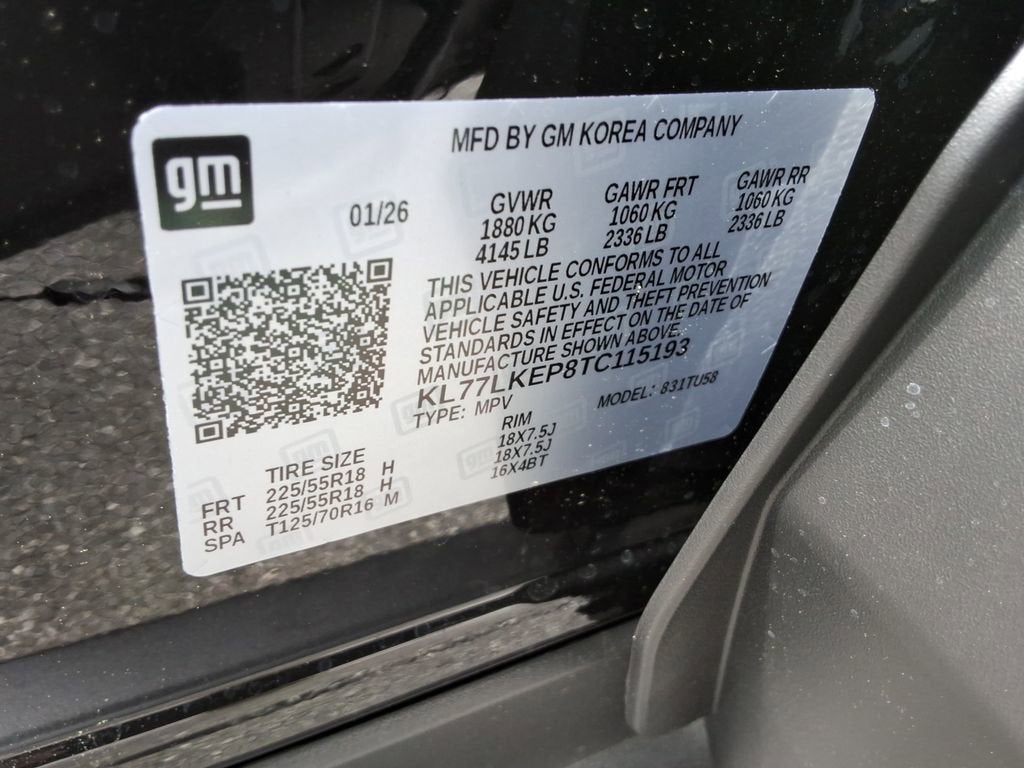 gm
MFD BY GM KOREA COMPANY
01/26
GVWR GAWR FRT GAWR RR
1880 KG 1060 KG 1060 KG
4145 LB 2336 LB 2336 LB
THIS VEHICLE CONFORMS TO ALL
APPLICABLE U.S. FEDERAL MOTOR
VEHICLE SAFETY AND THEFT PREVENTION
STANDARDS IN EFFECT ON THE DATE OF
MANUFACTURE SHOWN ABOVE.
KL77LKEP8TC115193
TYPE: MPV MODEL: 831TU58
TIRE SIZE RIM
FRT 225/55R18 H 18X7.5J
RR 225/55R18 H 18X7.5J
SPA T125/70R16 M 16X4BT